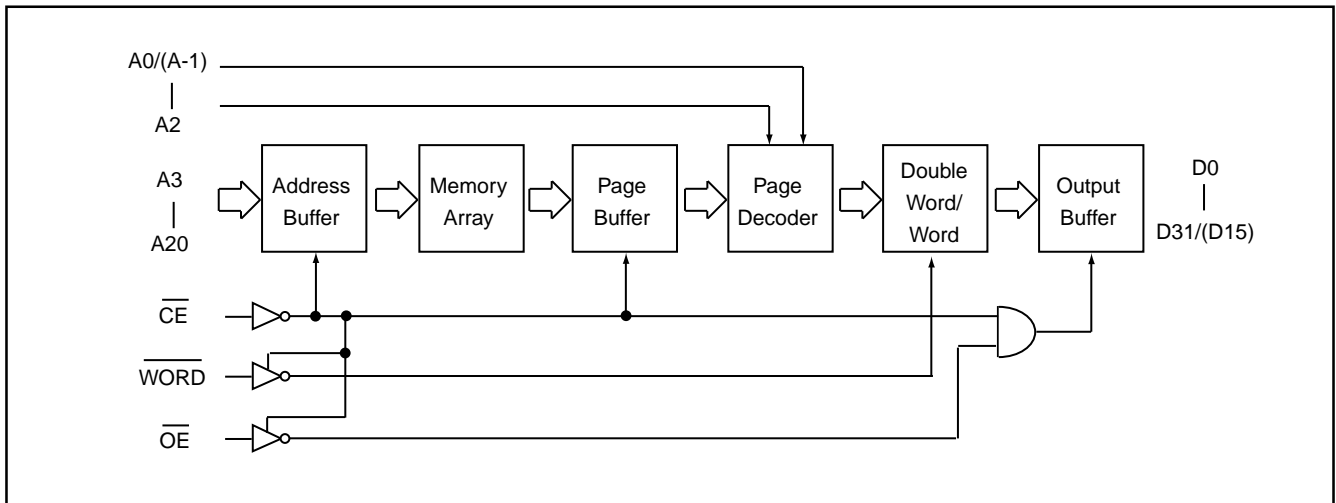 A0/(A-1)
A2
A3
A20
Address
Buffer
Memory
Array
Page
Buffer
Page
Decoder
Double
Word/
Word
Output
Buffer
D0
D31/(D15)
CE
WORD
OE